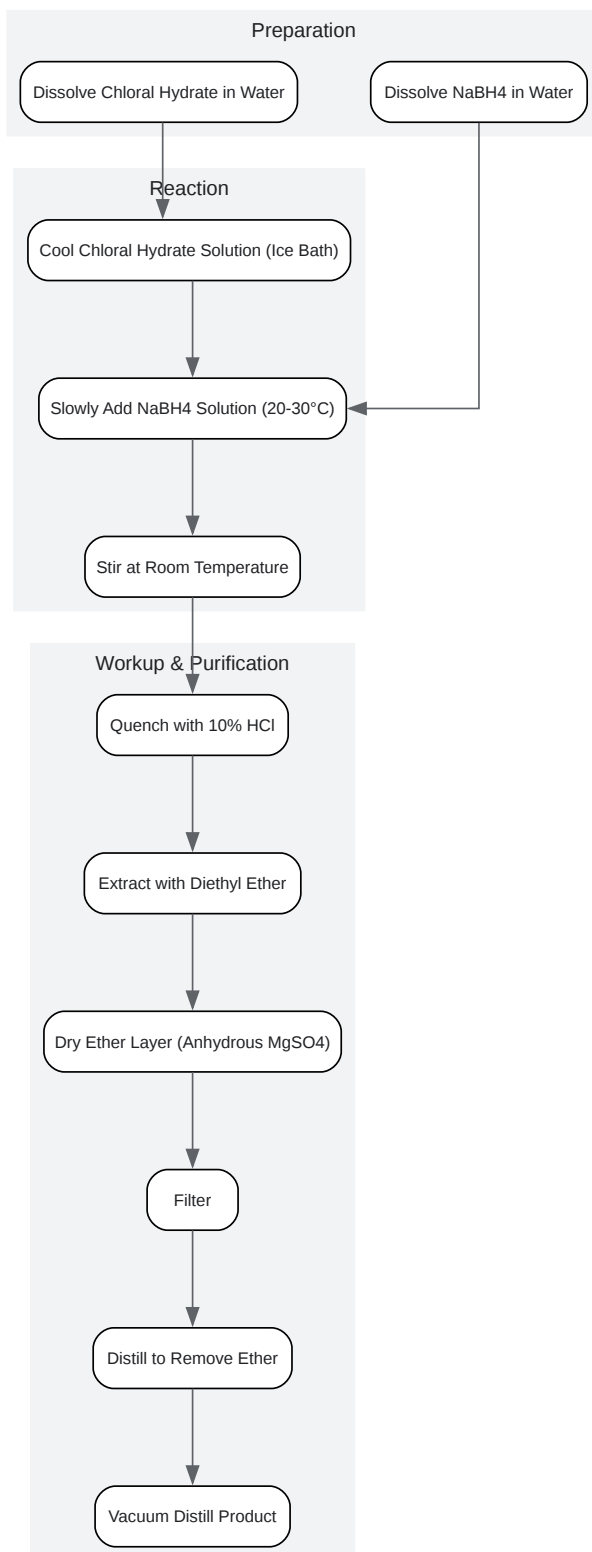 Preparation
Dissolve Chloral Hydrate in Water
Dissolve NaBH4 in Water
Reaction
Cool Chloral Hydrate Solution (Ice Bath)
Slowly Add NaBH4 Solution (20-30°C)
Stir at Room Temperature
Workup & Purification
Quench with 10% HCl
Extract with Diethyl Ether
Dry Ether Layer (Anhydrous MgSO4)
Filter
Distill to Remove Ether
Vacuum Distill Product